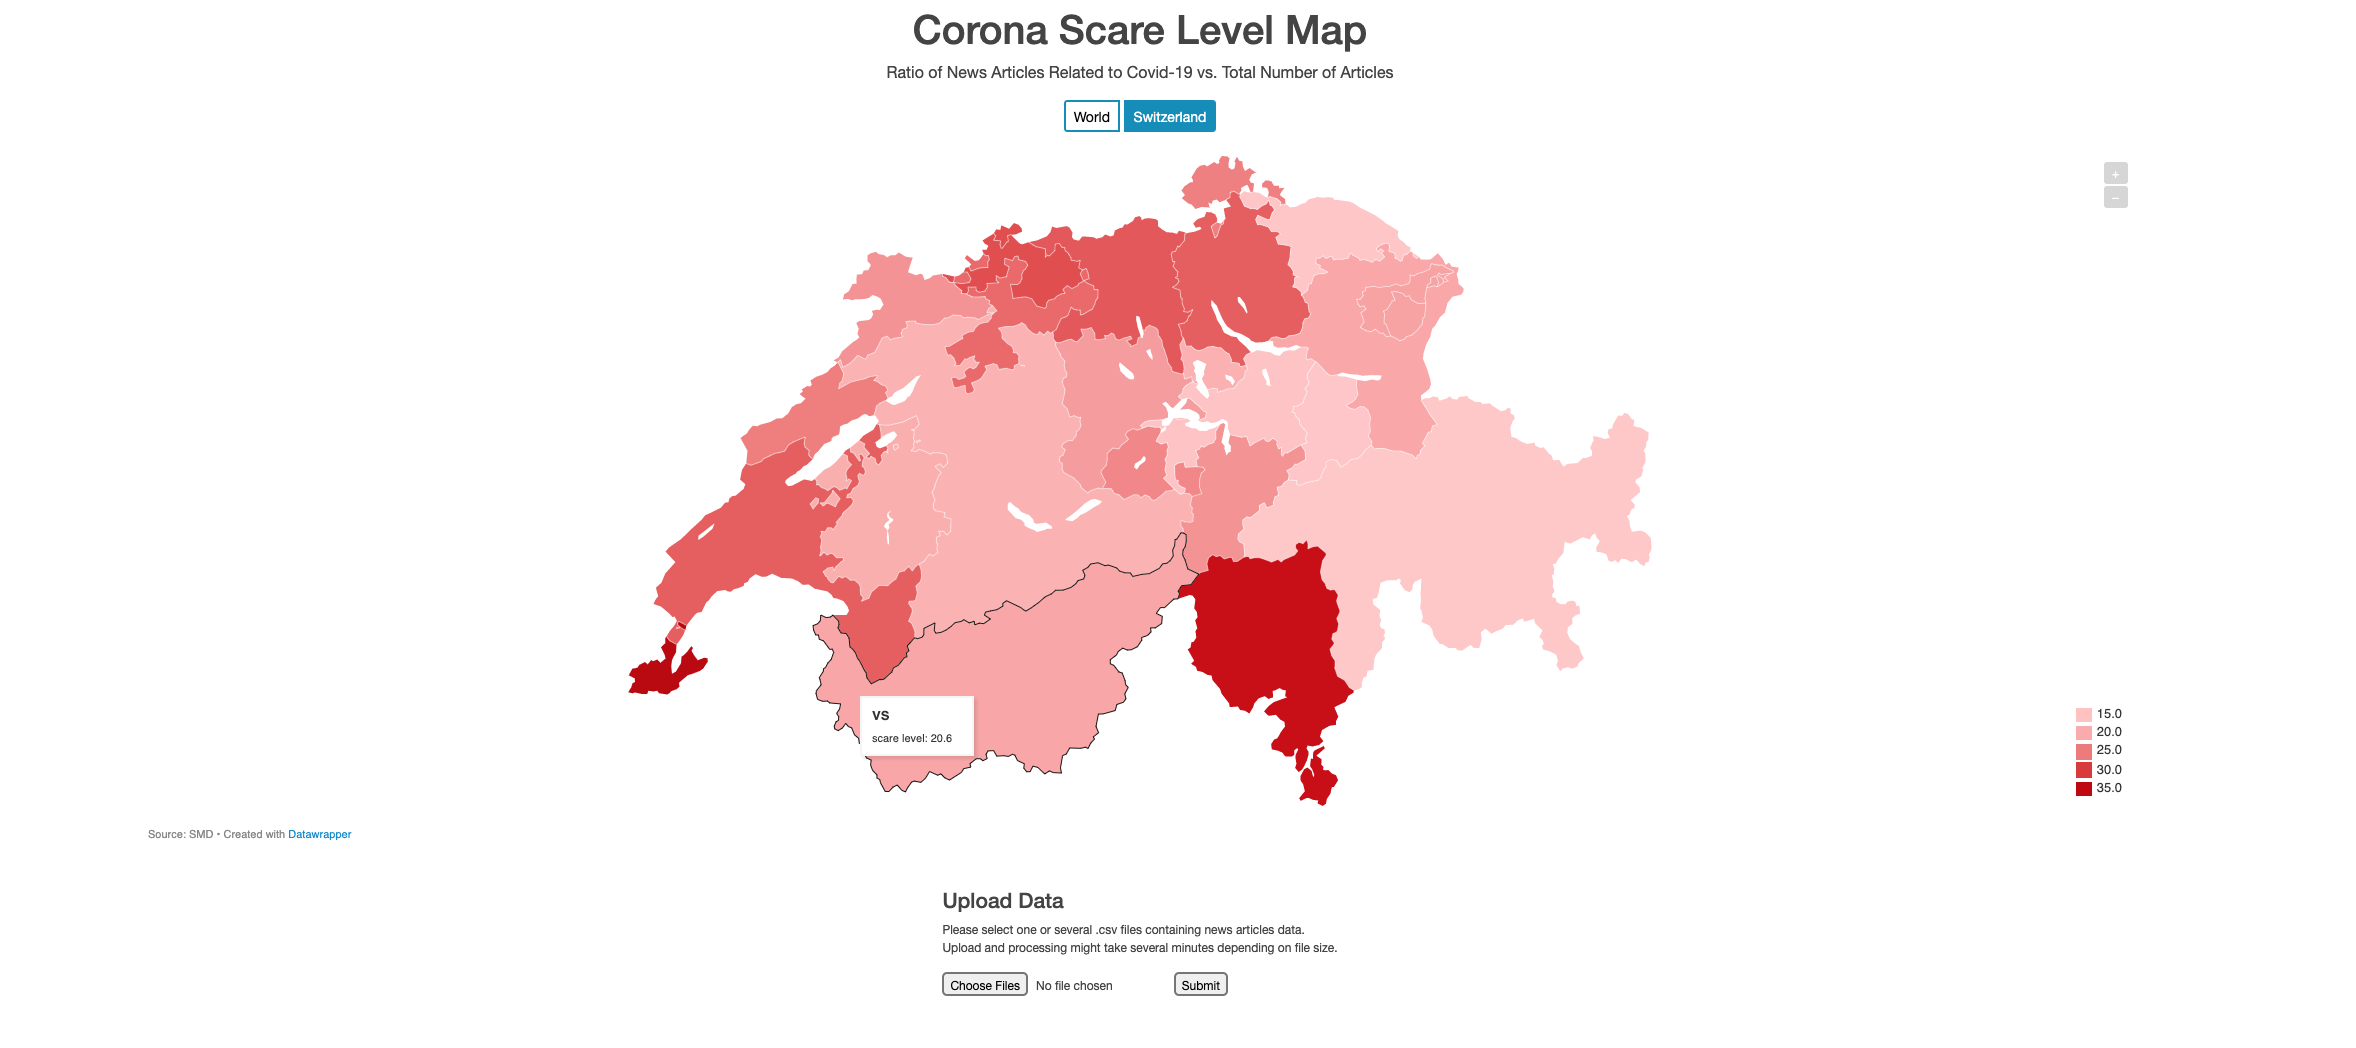 Corona Scare Level Map
Ratio of News Articles Related to Covid-19 vs. Total Number of Articles
World Switzerland
+
−
VS
scare level: 20.6
15.0
20.0
25.0
30.0
35.0
Source: SMD • Created with Datawrapper
Upload Data
Please select one or several .csv files containing news articles data.
Upload and processing might take several minutes depending on file size.
Choose Files No file chosen Submit